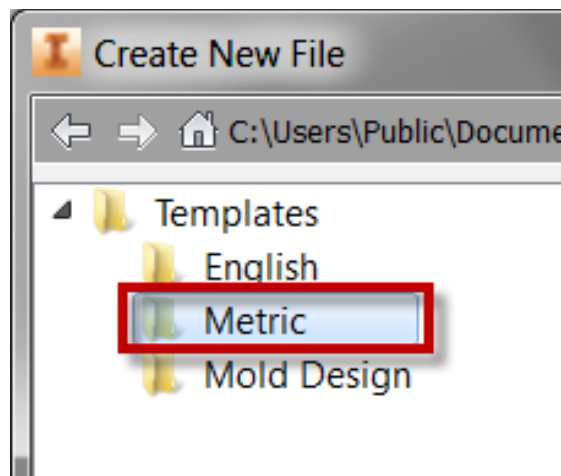 Create New File
C:\Users\Public\Docume
Templates
English
Metric
Mold Design